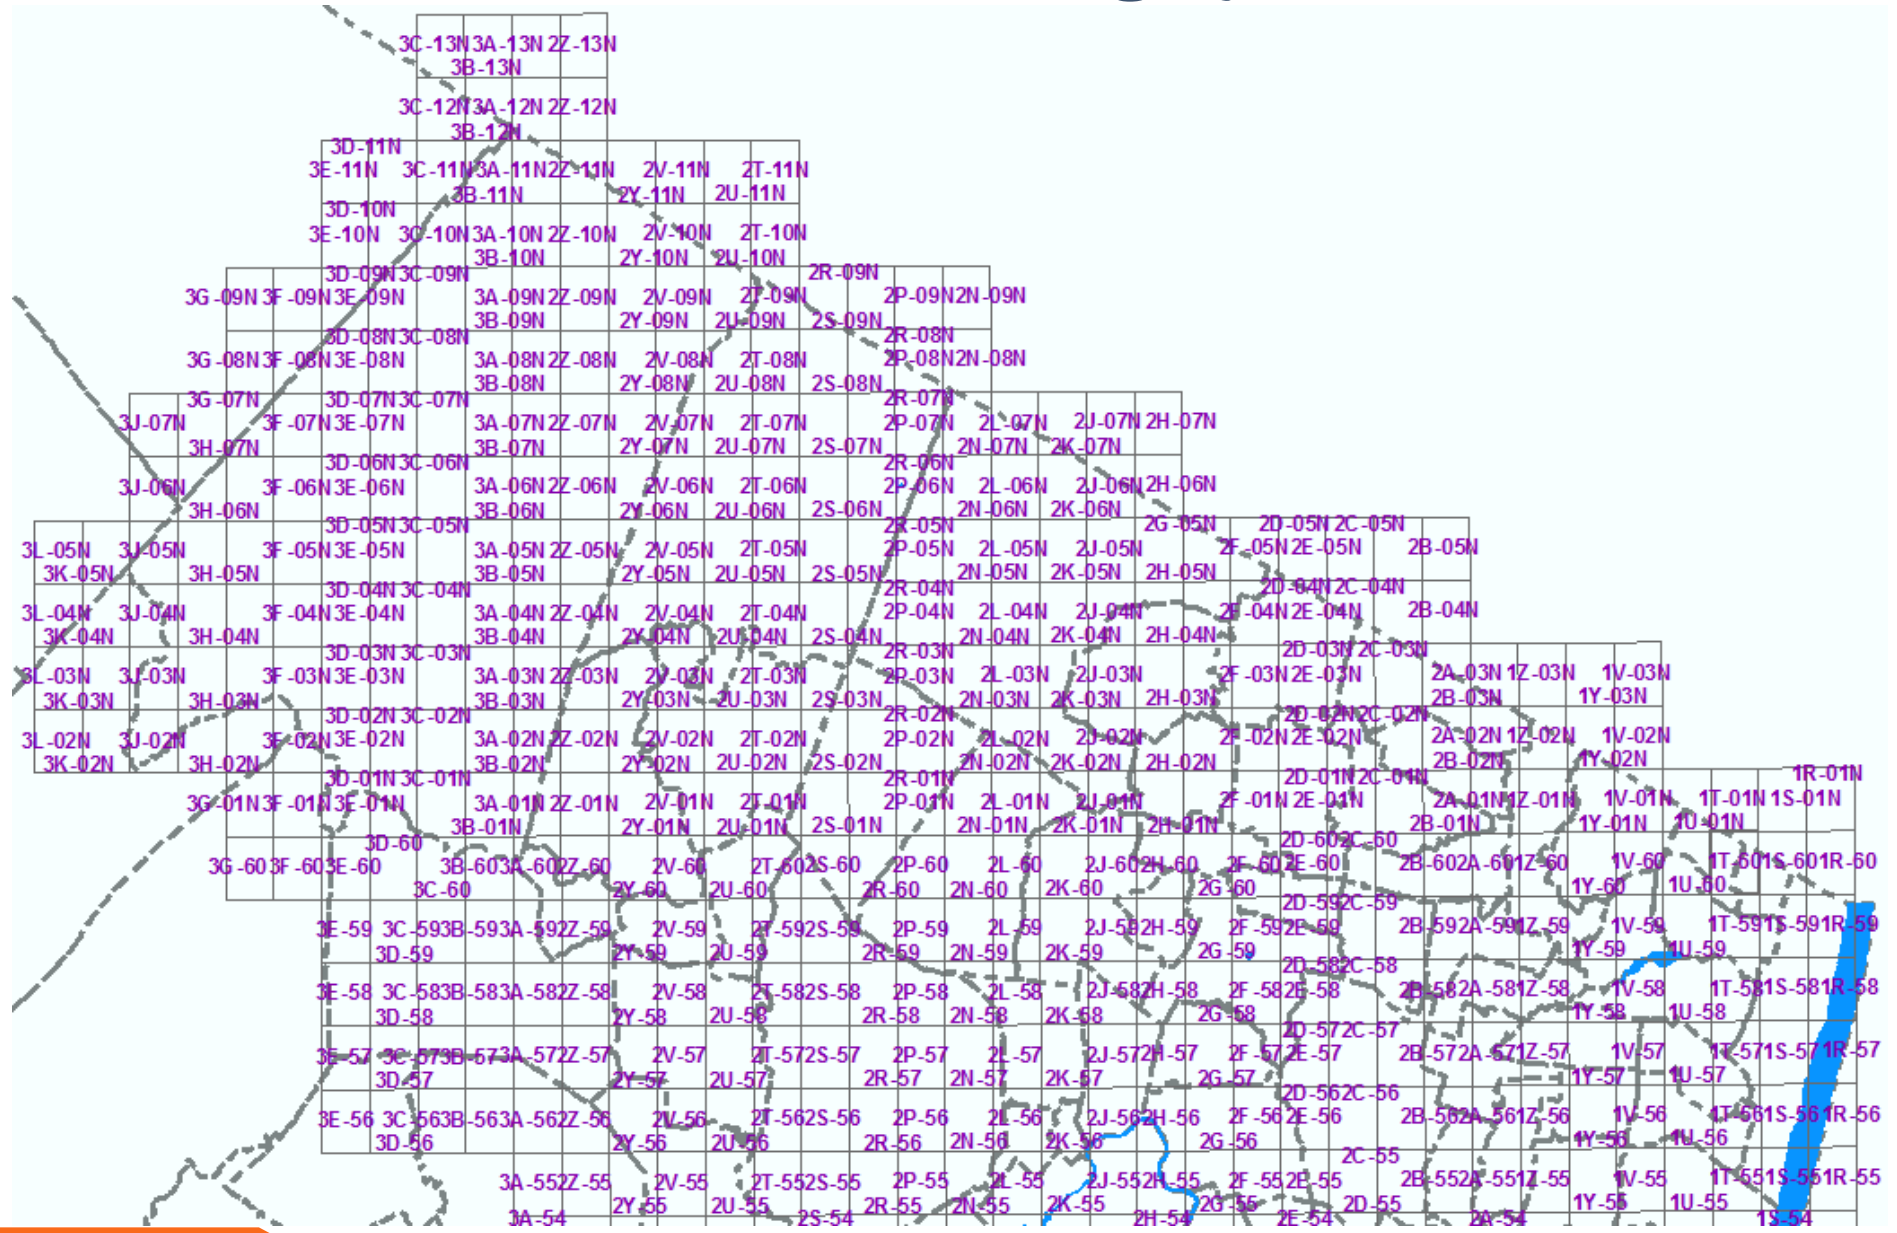 3C-13N 3A-13N 2Z-13N
3B-13N
3C-12N 3A-12N 2Z-12N
3B-12N
3D-11N
3E-11N 3C-11N 3A-11N 2Z-11N 2V-11N 2T-11N
3B-11N 2Y-11N 2U-11N
3D-10N
3E-10N 3C-10N 3A-10N 2Z-10N 2V-10N 2T-10N
3B-10N 2Y-10N 2U-10N
3D-09N 3C-09N 2R-09N
3G-09N 3F-09N 3E-09N 3A-09N 2Z-09N 2V-09N 2T-09N 2P-09N 2N-09N
3B-09N 2Y-09N 2U-09N 2S-09N
3D-08N 3C-08N 2R-08N
3G-08N 3F-08N 3E-08N 3A-08N 2Z-08N 2V-08N 2T-08N 2P-08N 2N-08N
3B-08N 2Y-08N 2U-08N 2S-08N
3G-07N 3D-07N 3C-07N 2R-07N
3J-07N 3F-07N 3E-07N 3A-07N 2Z-07N 2V-07N 2T-07N 2P-07N 2L-07N 2J-07N 2H-07N
3H-07N 3B-07N 2Y-07N 2U-07N 2S-07N 2N-07N 2K-07N
3D-06N 3C-06N 2R-06N
3J-06N 3F-06N 3E-06N 3A-06N 2Z-06N 2V-06N 2T-06N 2P-06N 2L-06N 2J-06N 2H-06N
3H-06N 3B-06N 2Y-06N 2U-06N 2S-06N 2N-06N 2K-06N
3D-05N 3C-05N 2R-05N 2G-05N 2D-05N 2C-05N
3L-05N 3J-05N 3F-05N 3E-05N 3A-05N 2Z-05N 2V-05N 2T-05N 2P-05N 2L-05N 2J-05N 2F-05N 2E-05N 2B-05N
3K-05N 3H-05N 3B-05N 2Y-05N 2U-05N 2S-05N 2N-05N 2K-05N 2H-05N
3D-04N 3C-04N 2R-04N 2D-04N 2C-04N
3L-04N 3J-04N 3F-04N 3E-04N 3A-04N 2Z-04N 2V-04N 2T-04N 2P-04N 2L-04N 2J-04N 2F-04N 2E-04N 2B-04N
3K-04N 3H-04N 3B-04N 2Y-04N 2U-04N 2S-04N 2N-04N 2K-04N 2H-04N
3D-03N 3C-03N 2R-03N 2D-03N 2C-03N
3L-03N 3J-03N 3F-03N 3E-03N 3A-03N 2Z-03N 2V-03N 2T-03N 2P-03N 2L-03N 2J-03N 2F-03N 2E-03N 2A-03N 1Z-03N 1V-03N
3K-03N 3H-03N 3B-03N 2Y-03N 2U-03N 2S-03N 2N-03N 2K-03N 2H-03N 2B-03N 1Y-03N
3D-02N 3C-02N 2R-02N 2D-02N 2C-02N
3L-02N 3J-02N 3F-02N 3E-02N 3A-02N 2Z-02N 2V-02N 2T-02N 2P-02N 2L-02N 2J-02N 2F-02N 2E-02N 2A-02N 1Z-02N 1V-02N
3K-02N 3H-02N 3B-02N 2Y-02N 2U-02N 2S-02N 2N-02N 2K-02N 2H-02N 2B-02N 1Y-02N
3D-01N 3C-01N 2R-01N 2D-01N 2C-01N 1R-01N
3G-01N 3F-01N 3E-01N 3A-01N 2Z-01N 2V-01N 2T-01N 2P-01N 2L-01N 2J-01N 2F-01N 2E-01N 2A-01N 1Z-01N 1V-01N 1T-01N 1S-01N
3B-01N 2Y-01N 2U-01N 2S-01N 2N-01N 2K-01N 2H-01N 2B-01N 1Y-01N 1U-01N
3D-60 2D-60 2C-60
3G-60 3F-60 3E-60 3B-60 3A-60 2Z-60 2V-60 2T-60 2S-60 2P-60 2L-60 2J-60 2H-60 2F-60 2E-60 2B-60 2A-60 1Z-60 1V-60 1T-60 1S-60 1R-60
3C-60 2Y-60 2U-60 2R-60 2N-60 2K-60 2G-60 1Y-60 1U-60
2D-59 2C-59
3E-59 3C-59 3B-59 3A-59 2Z-59 2V-59 2T-59 2S-59 2P-59 2L-59 2J-59 2H-59 2F-59 2E-59 2B-59 2A-59 1Z-59 1V-59 1T-59 1S-59 1R-59
3D-59 2Y-59 2U-59 2R-59 2N-59 2K-59 2G-59 1Y-59 1U-59
2D-58 2C-58
3E-58 3C-58 3B-58 3A-58 2Z-58 2V-58 2T-58 2S-58 2P-58 2L-58 2J-58 2H-58 2F-58 2E-58 2B-58 2A-58 1Z-58 1V-58 1T-58 1S-58 1R-58
3D-58 2Y-58 2U-58 2R-58 2N-58 2K-58 2G-58 1Y-58 1U-58
2D-57 2C-57
3E-57 3C-57 3B-57 3A-57 2Z-57 2V-57 2T-57 2S-57 2P-57 2L-57 2J-57 2H-57 2F-57 2E-57 2B-57 2A-57 1Z-57 1V-57 1T-57 1S-57 1R-57
3D-57 2Y-57 2U-57 2R-57 2N-57 2K-57 2G-57 1Y-57 1U-57
2D-56 2C-56
3E-56 3C-56 3B-56 3A-56 2Z-56 2V-56 2T-56 2S-56 2P-56 2L-56 2J-56 2H-56 2F-56 2E-56 2B-56 2A-56 1Z-56 1V-56 1T-56 1S-56 1R-56
3D-56 2Y-56 2U-56 2R-56 2N-56 2K-56 2G-56 1Y-56 1U-56
2C-55
3A-55 2Z-55 2V-55 2T-55 2S-55 2P-55 2L-55 2J-55 2H-55 2F-55 2E-55 2B-55 2A-55 1Z-55 1V-55 1T-55 1S-55 1R-55
2Y-55 2U-55 2R-55 2N-55 2K-55 2G-55 2D-55 1Y-55 1U-55
3A-54 2S-54 2H-54 2E-54 2A-54 1S-54